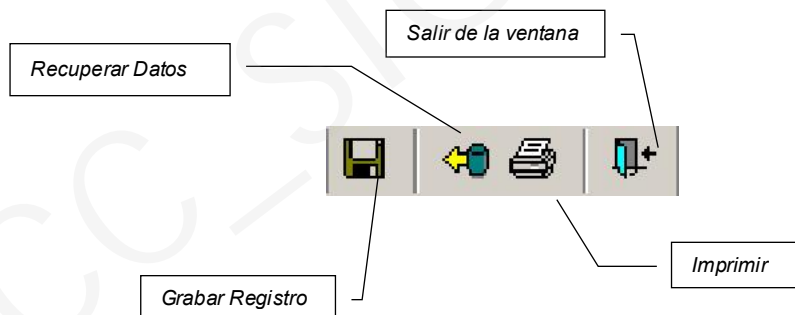 Salir de la ventana
Recuperar Datos
Imprimir
Grabar Registro